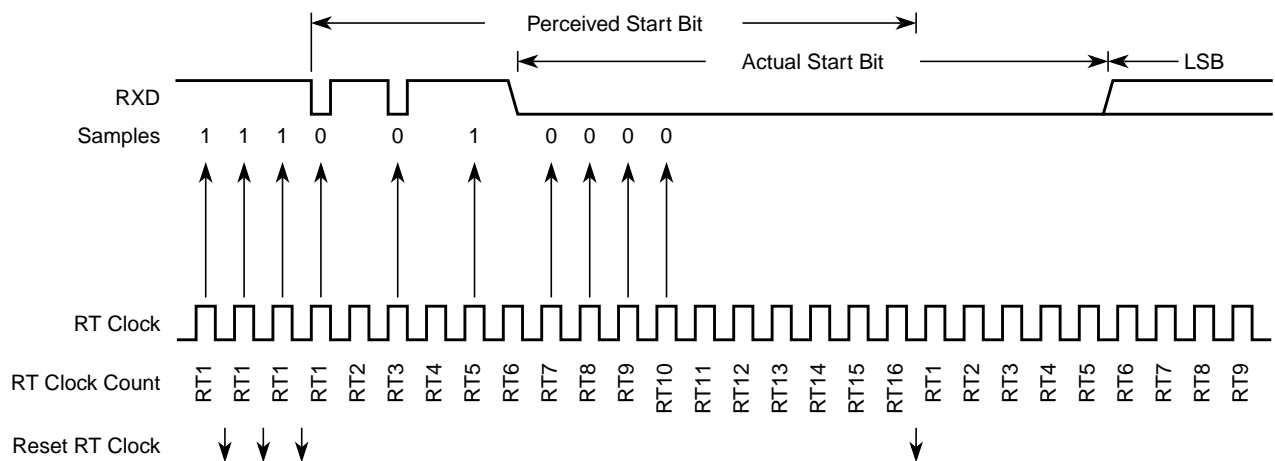 Perceived Start Bit
Actual Start Bit
LSB
RXD
Samples 1 1 1 0 0 1 0 0 0 0
RT Clock
RT Clock Count RT1 RT1 RT1 RT1 RT2 RT3 RT4 RT5 RT6 RT7 RT8 RT9 RT10 RT11 RT12 RT13 RT14 RT15 RT16 RT1 RT2 RT3 RT4 RT5 RT6 RT7 RT8 RT9
Reset RT Clock